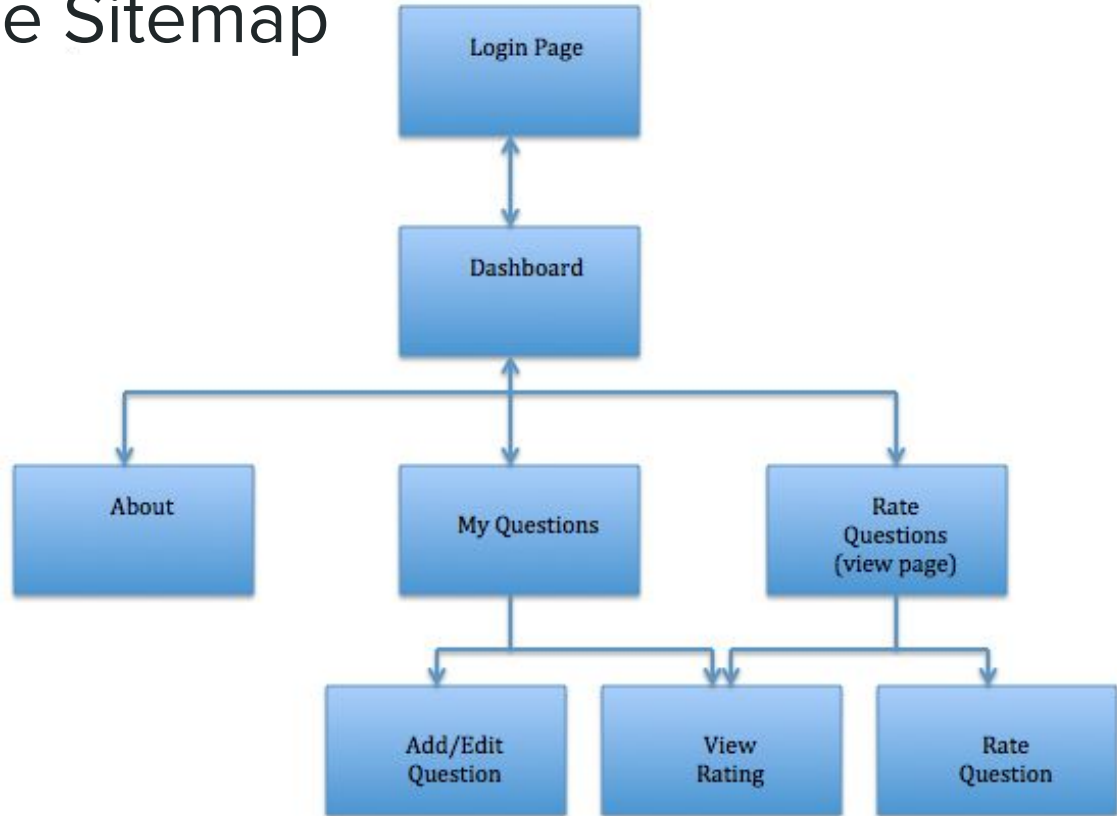 e Sitemap
Login Page
Dashboard
About
My Questions
Rate
Questions
(view page)
Add/Edit
Question
View
Rating
Rate
Question